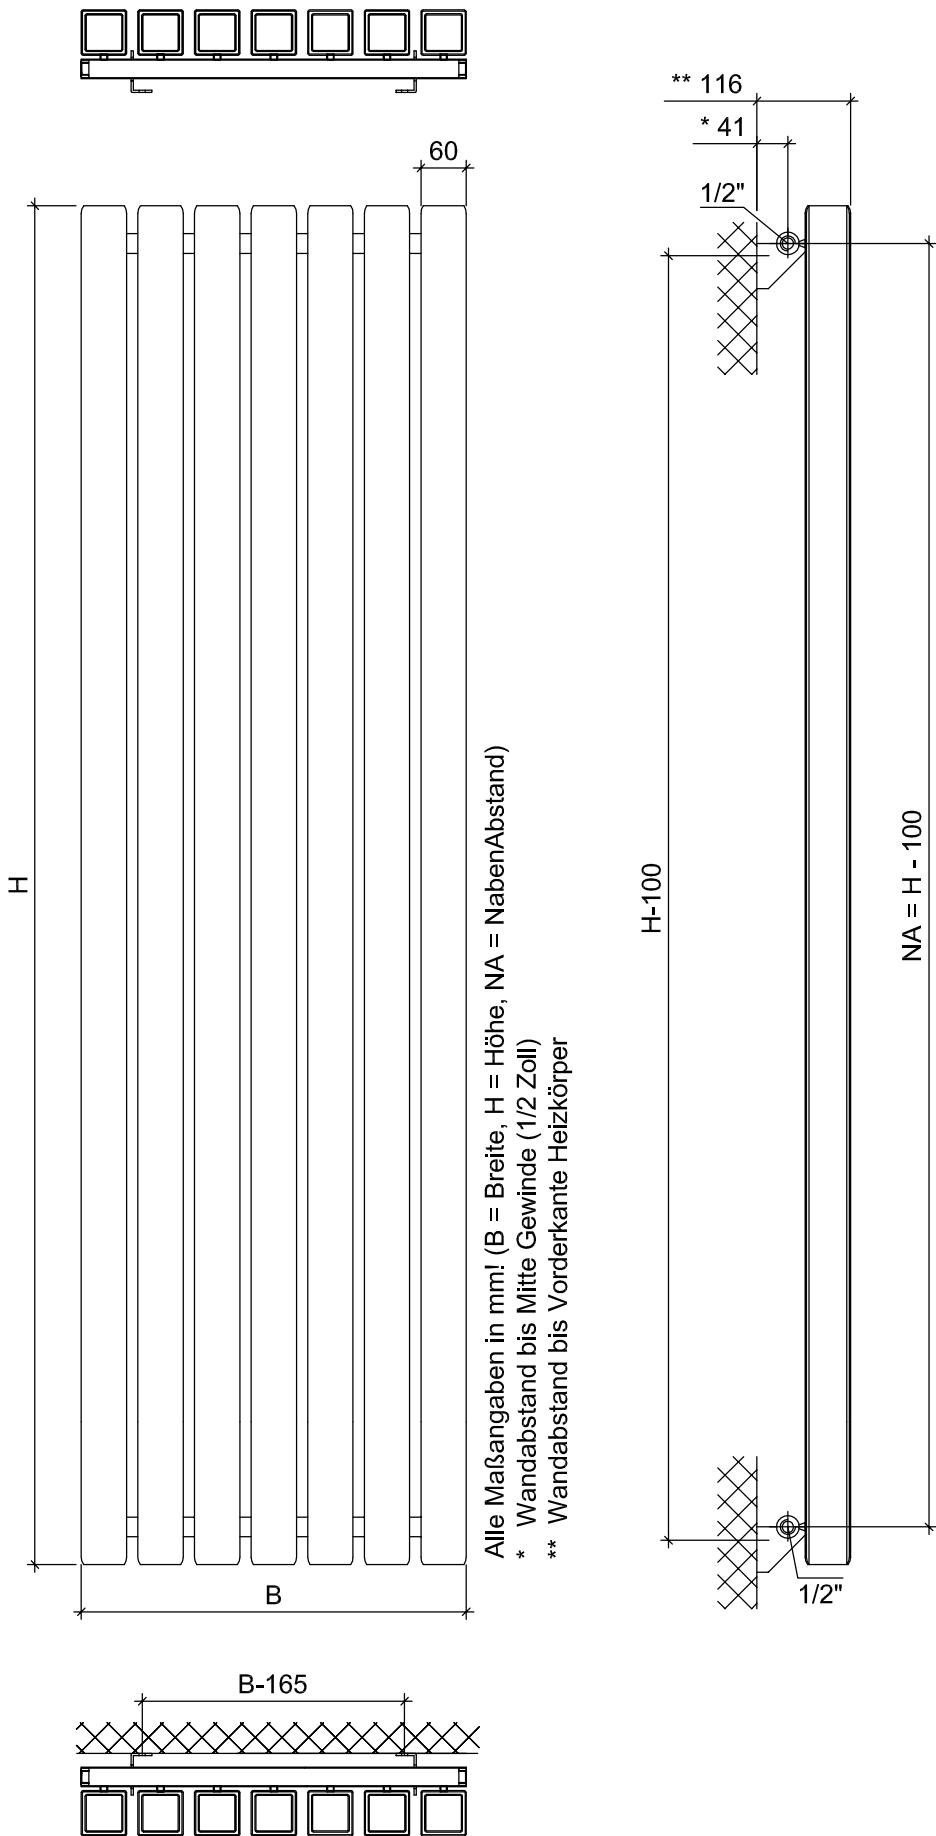 ** 116
* 41
60
1/2"
H
H-100
NA = H - 100
Alle Maßangaben in mm! (B = Breite, H = Höhe, NA = NabenAbstand)
* Wandabstand bis Mitte Gewinde (1/2 Zoll)
** Wandabstand bis Vorderkante Heizkörper
1/2"
B
B-165